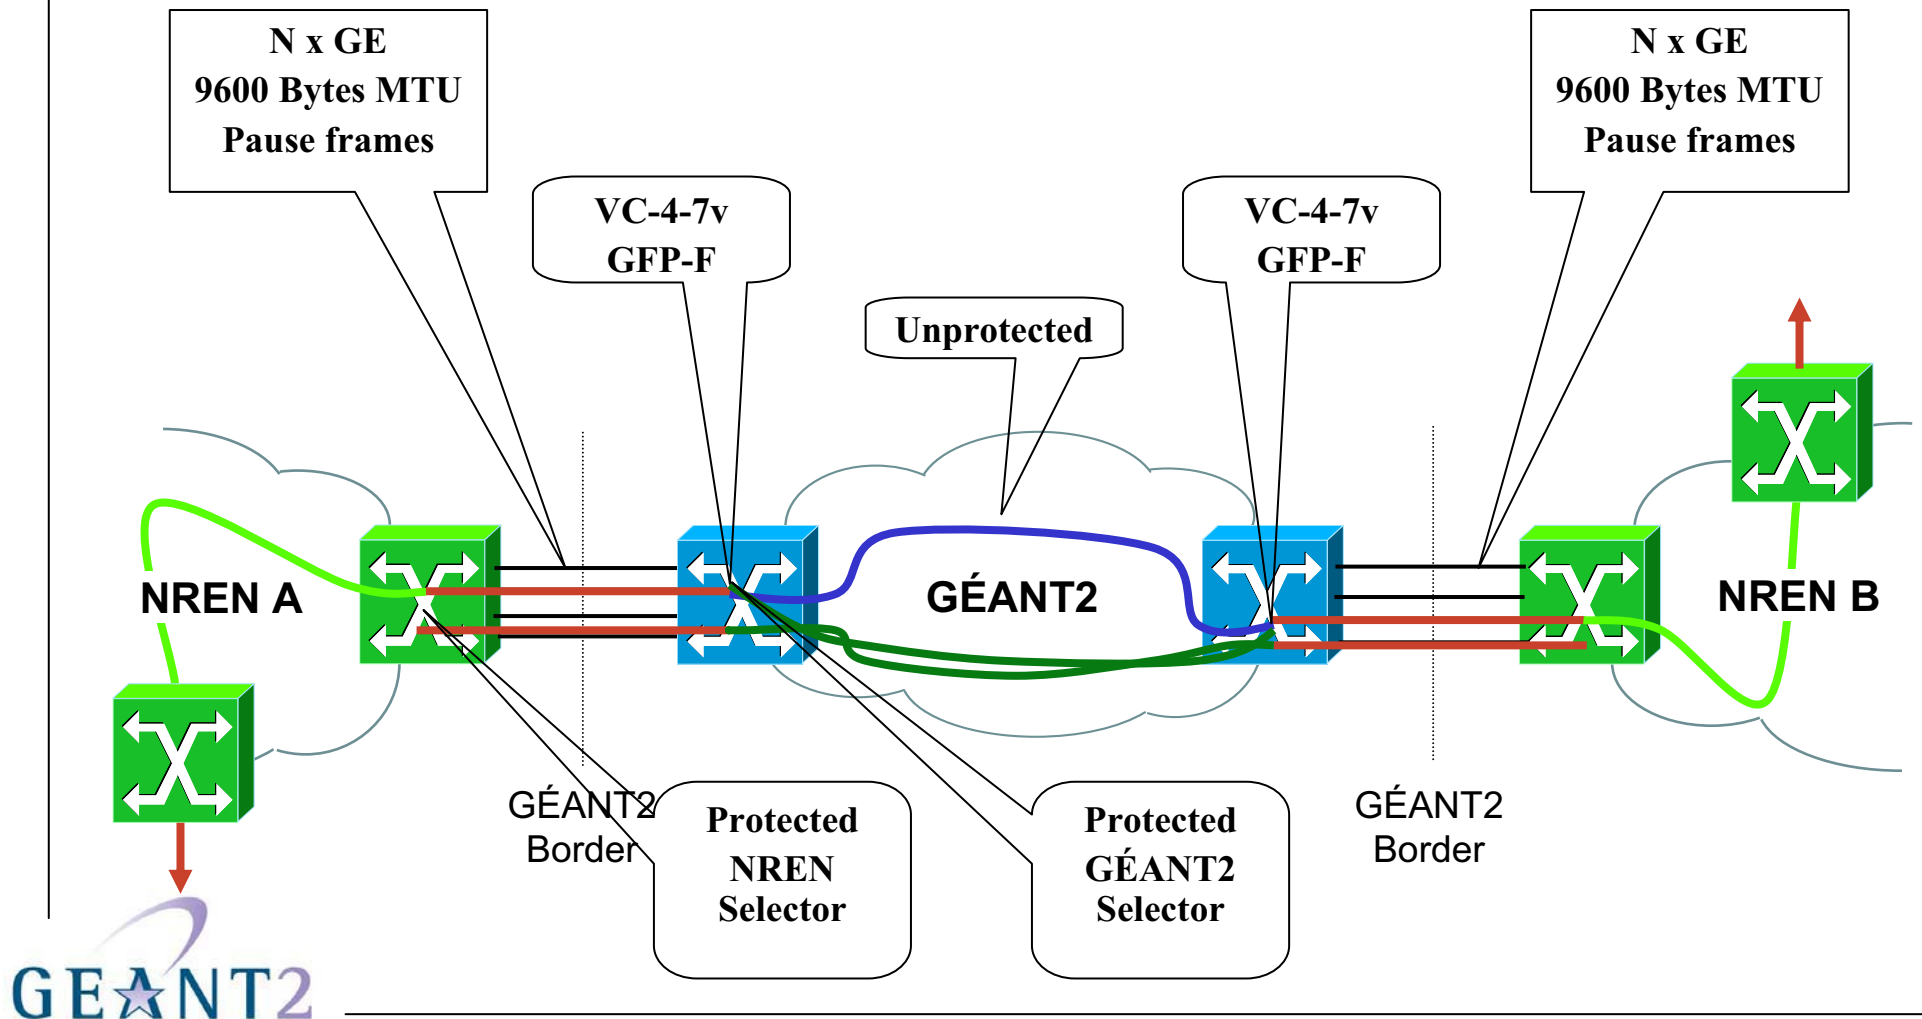 N x GE
9600 Bytes MTU
Pause frames
N x GE
9600 Bytes MTU
Pause frames
VC-4-7v
GFP-F
VC-4-7v
GFP-F
Unprotected
NREN A
GÉANT2
NREN B
GÉANT2
Border
GÉANT2
Border
Protected
NREN
Selector
Protected
GÉANT2
Selector
GEANT2